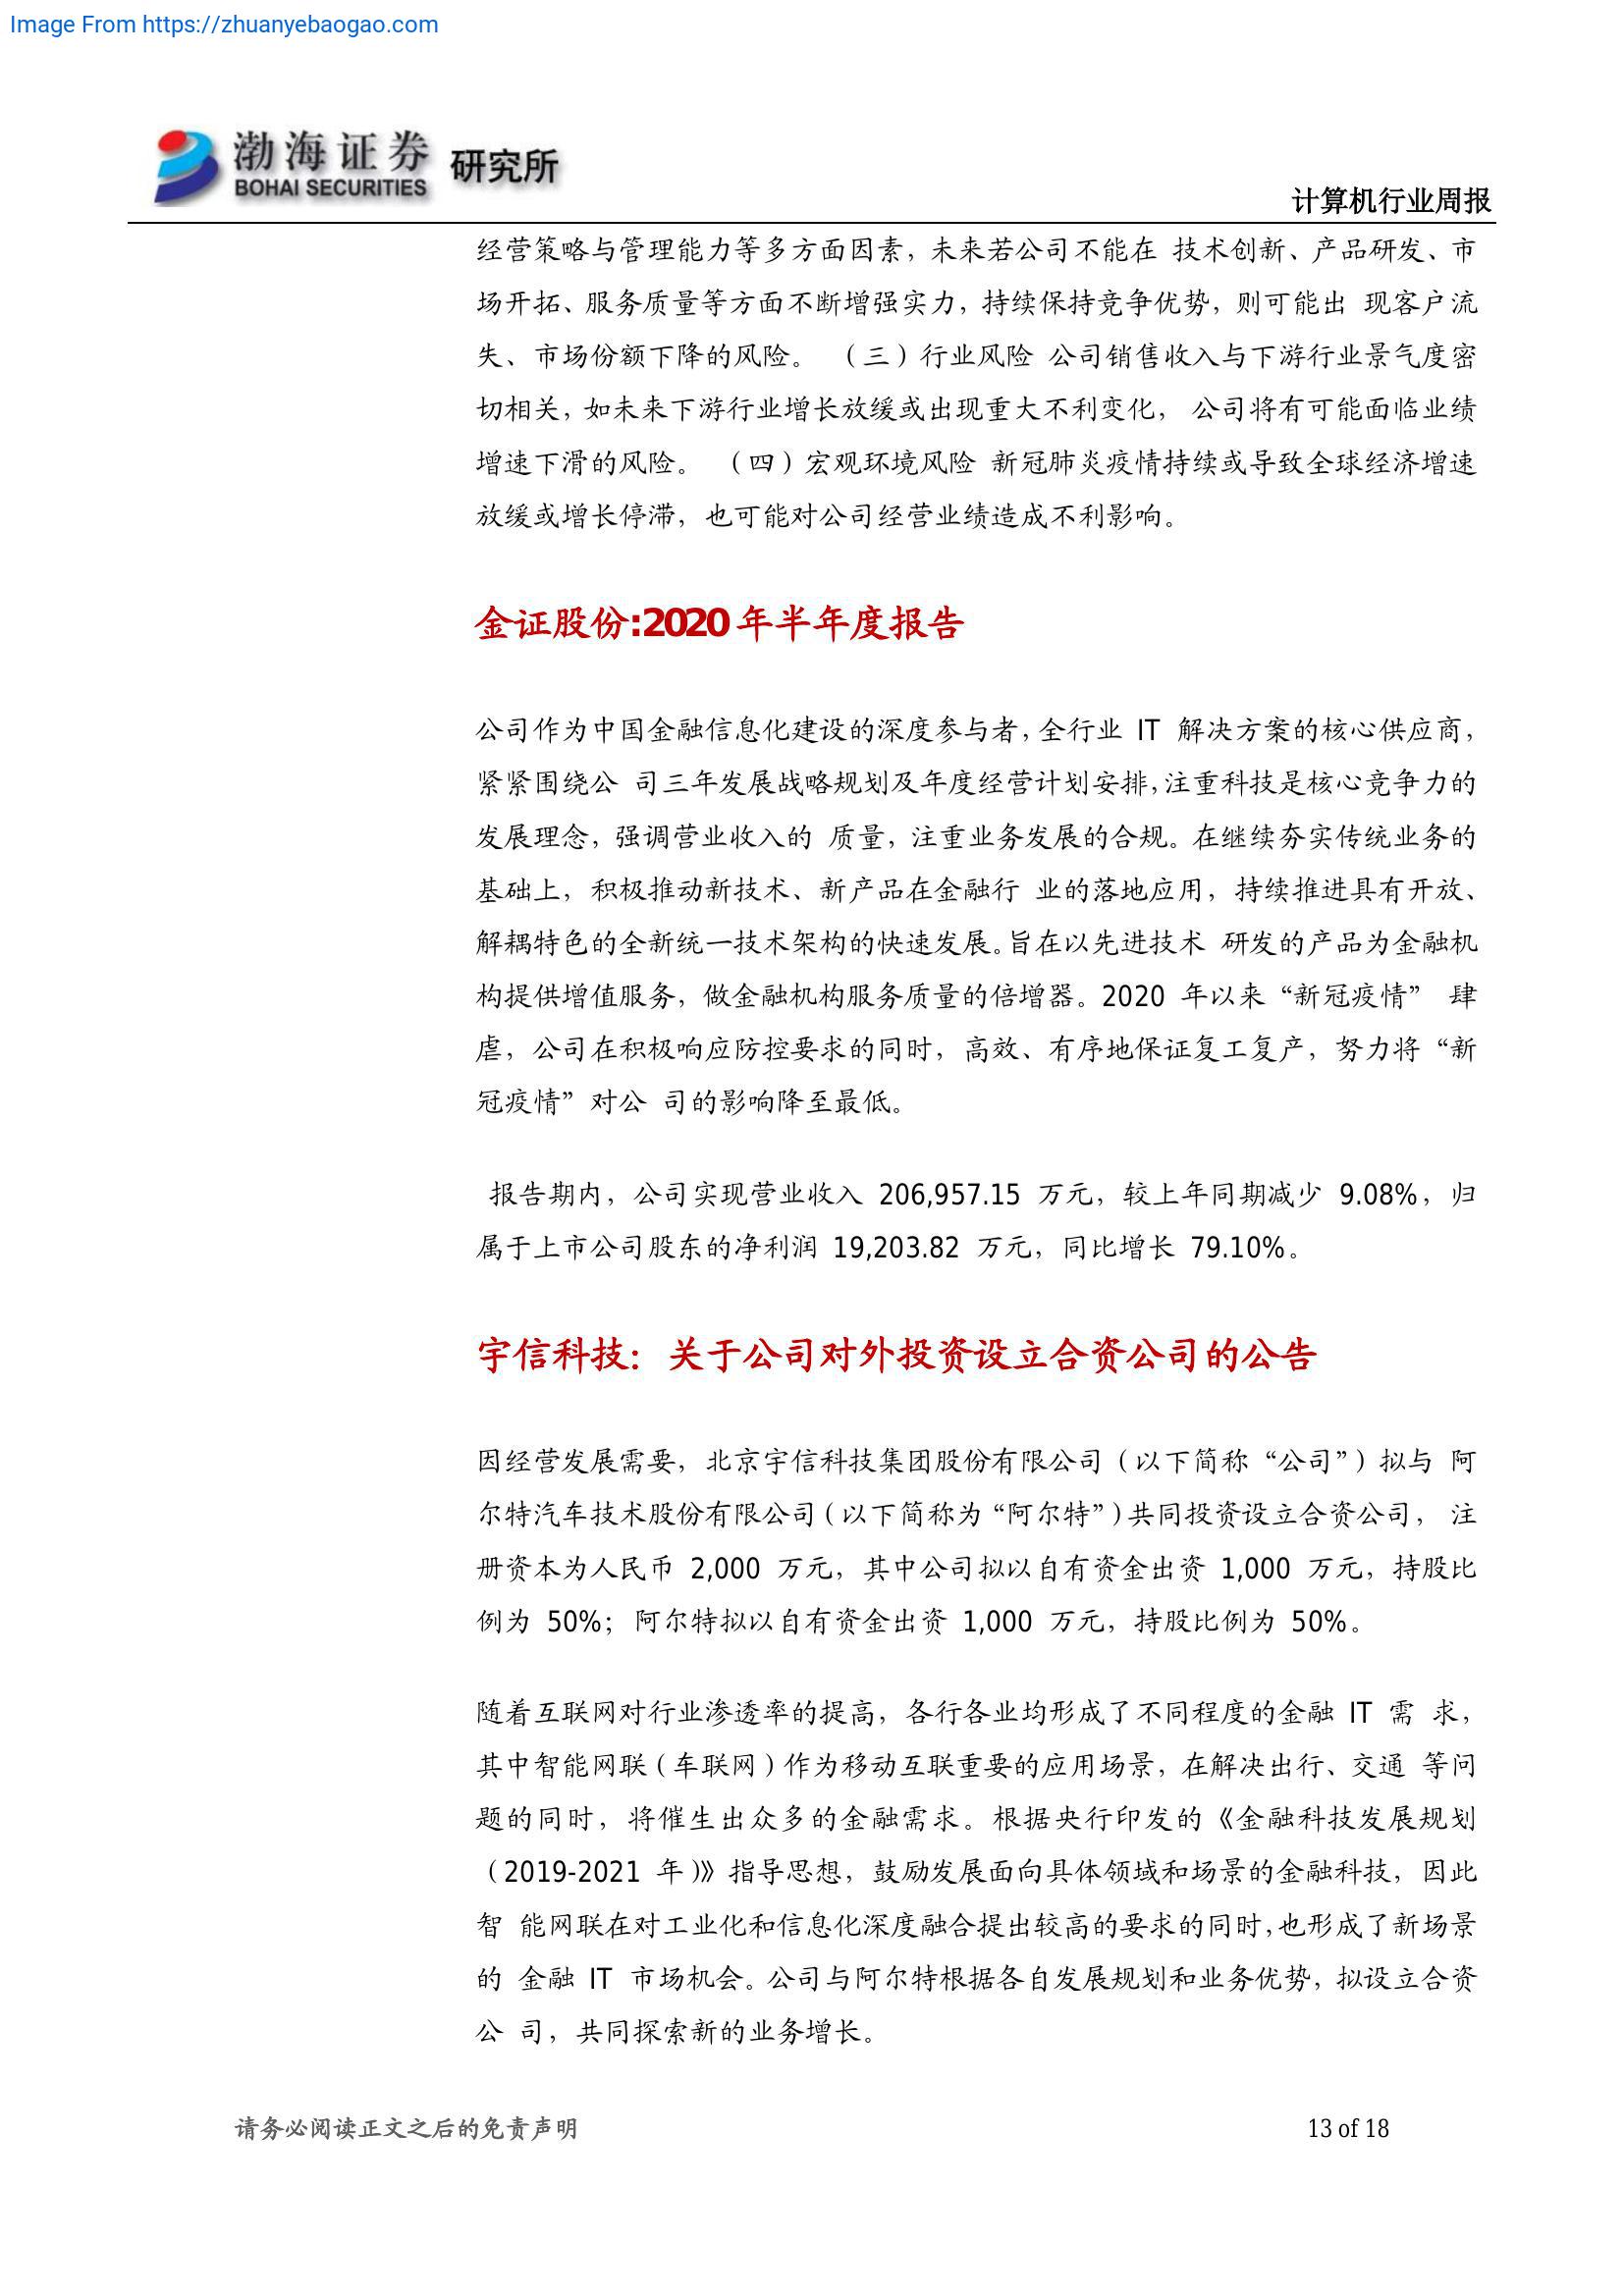 Image From https://zhuanyebaogao.com
渤海证券 研究所
BOHAI SECURITIES
计算机行业周报
经营策略与管理能力等多方面因素，未来若公司不能在 技术创新、产品研发、市
场开拓、服务质量等方面不断增强实力，持续保持竞争优势，则可能出 现客户流
失、市场份额下降的风险。 （三）行业风险 公司销售收入与下游行业景气度密
切相关，如未来下游行业增长放缓或出现重大不利变化， 公司将有可能面临业绩
增速下滑的风险。 （四）宏观环境风险 新冠肺炎疫情持续或导致全球经济增速
放缓或增长停滞，也可能对公司经营业绩造成不利影响。
金证股份:2020 年半年度报告
公司作为中国金融信息化建设的深度参与者，全行业 IT 解决方案的核心供应商，
紧紧围绕公 司三年发展战略规划及年度经营计划安排，注重科技是核心竞争力的
发展理念，强调营业收入的 质量，注重业务发展的合规。在继续夯实传统业务的
基础上，积极推动新技术、新产品在金融行 业的落地应用，持续推进具有开放、
解耦特色的全新统一技术架构的快速发展。旨在以先进技术 研发的产品为金融机
构提供增值服务，做金融机构服务质量的倍增器。2020 年以来“新冠疫情” 肆
虐，公司在积极响应防控要求的同时，高效、有序地保证复工复产，努力将“新
冠疫情”对公 司的影响降至最低。
报告期内，公司实现营业收入 206,957.15 万元，较上年同期减少 9.08%，归
属于上市公司股东的净利润 19,203.82 万元，同比增长 79.10%。
宇信科技：关于公司对外投资设立合资公司的公告
因经营发展需要，北京宇信科技集团股份有限公司（以下简称“公司”）拟与 阿
尔特汽车技术股份有限公司（以下简称为“阿尔特”）共同投资设立合资公司， 注
册资本为人民币 2,000 万元，其中公司拟以自有资金出资 1,000 万元，持股比
例为 50%；阿尔特拟以自有资金出资 1,000 万元，持股比例为 50%。
随着互联网对行业渗透率的提高，各行各业均形成了不同程度的金融 IT 需 求，
其中智能网联（车联网）作为移动互联重要的应用场景，在解决出行、交通 等问
题的同时，将催生出众多的金融需求。根据央行印发的《金融科技发展规划
（2019-2021 年）》指导思想，鼓励发展面向具体领域和场景的金融科技，因此
智 能网联在对工业化和信息化深度融合提出较高的要求的同时，也形成了新场景
的 金融 IT 市场机会。公司与阿尔特根据各自发展规划和业务优势，拟设立合资
公 司，共同探索新的业务增长。
请务必阅读正文之后的免责声明
13 of 18